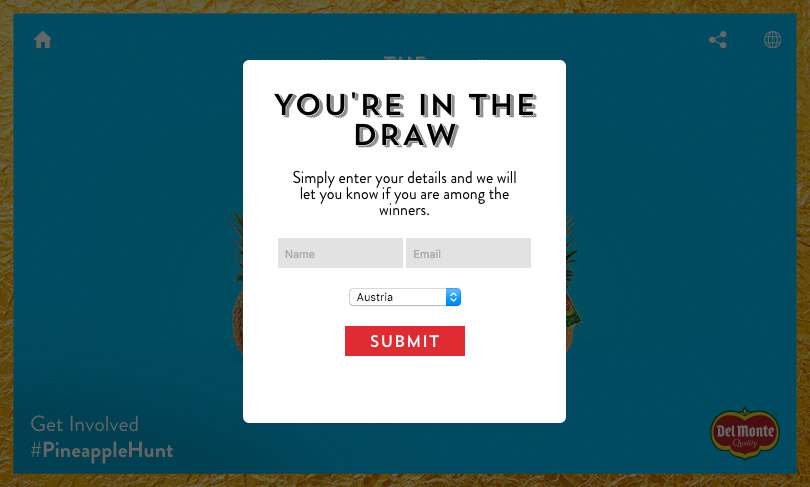 YOU'RE IN THE
DRAW
Simply enter your details and we will
let you know if you are among the
winners.
Name
Email
Austria
SUBMIT
Get Involved
#PineappleHunt
Del Monte
Quality